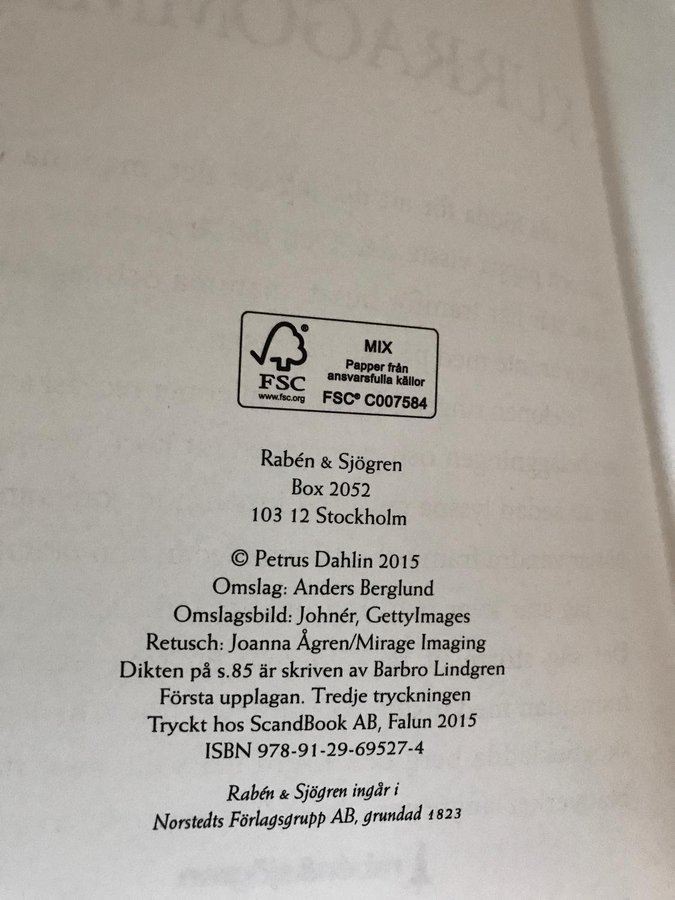 FSC®
www.fsc.org
MIX
Papper från
ansvarsfulla källor
FSC® C007584
Rabén & Sjögren
Box 2052
103 12 Stockholm
© Petrus Dahlin 2015
Omslag: Anders Berglund
Omslagsbild: Johnér, GettyImages
Retusch: Joanna Ågren/Mirage Imaging
Dikten på s.85 är skriven av Barbro Lindgren
Första upplagan. Tredje tryckningen
Tryckt hos ScandBook AB, Falun 2015
ISBN 978-91-29-69527-4
Rabén & Sjögren ingår i
Norstedts Förlagsgrupp AB, grundad 1823